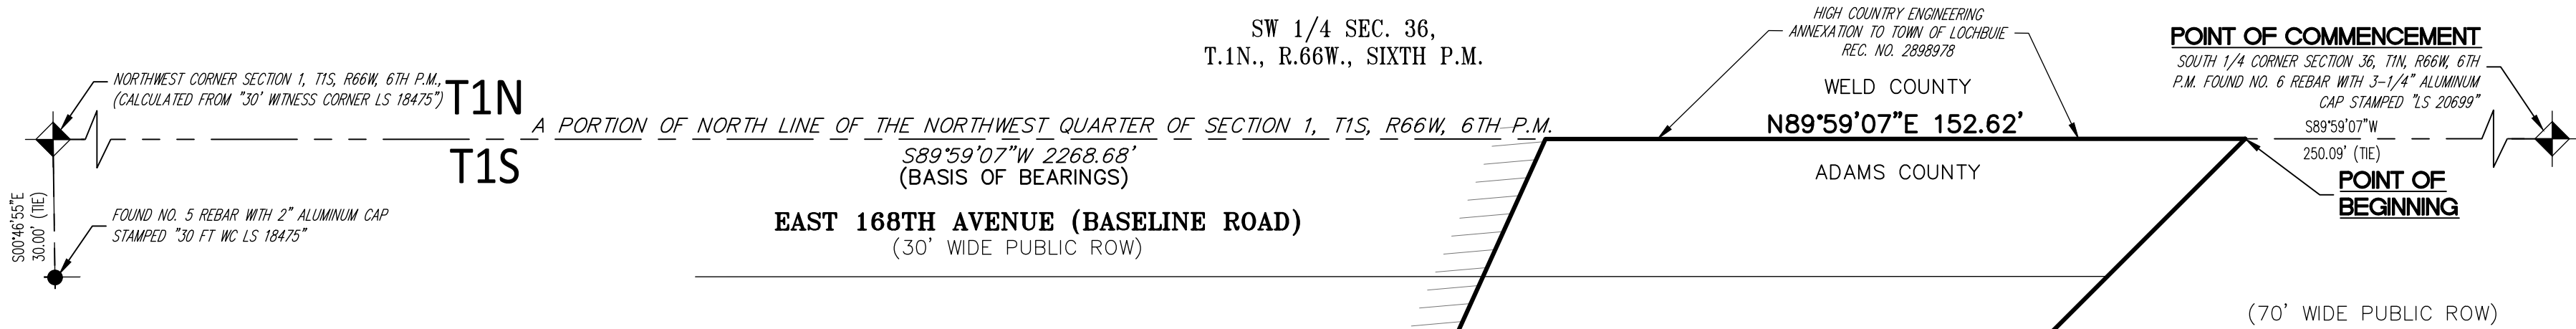 NORTHWEST CORNER SECTION 1, T1S, R66W, 6TH P.M.,
(CALCULATED FROM "30' WITNESS CORNER LS 18475")
T1N
T1S
S00°46'55"E
30.00' (TIE)
FOUND NO. 5 REBAR WITH 2" ALUMINUM CAP
STAMPED "30 FT WC LS 18475"
A PORTION OF NORTH LINE OF THE NORTHWEST QUARTER OF SECTION 1, T1S, R66W, 6TH P.M.
S89°59'07"W 2268.68'
(BASIS OF BEARINGS)
EAST 168TH AVENUE (BASELINE ROAD)
(30' WIDE PUBLIC ROW)
SW 1/4 SEC. 36,
T.1N., R.66W., SIXTH P.M.
HIGH COUNTRY ENGINEERING
ANNEXATION TO TOWN OF LOCHBUIE
REC. NO. 2898978
WELD COUNTY
N89°59'07"E 152.62'
ADAMS COUNTY
POINT OF COMMENCEMENT
SOUTH 1/4 CORNER SECTION 36, T1N, R66W, 6TH
P.M. FOUND NO. 6 REBAR WITH 3-1/4" ALUMINUM
CAP STAMPED "LS 20699"
S89°59'07"W
250.09' (TIE)
POINT OF
BEGINNING
(70' WIDE PUBLIC ROW)